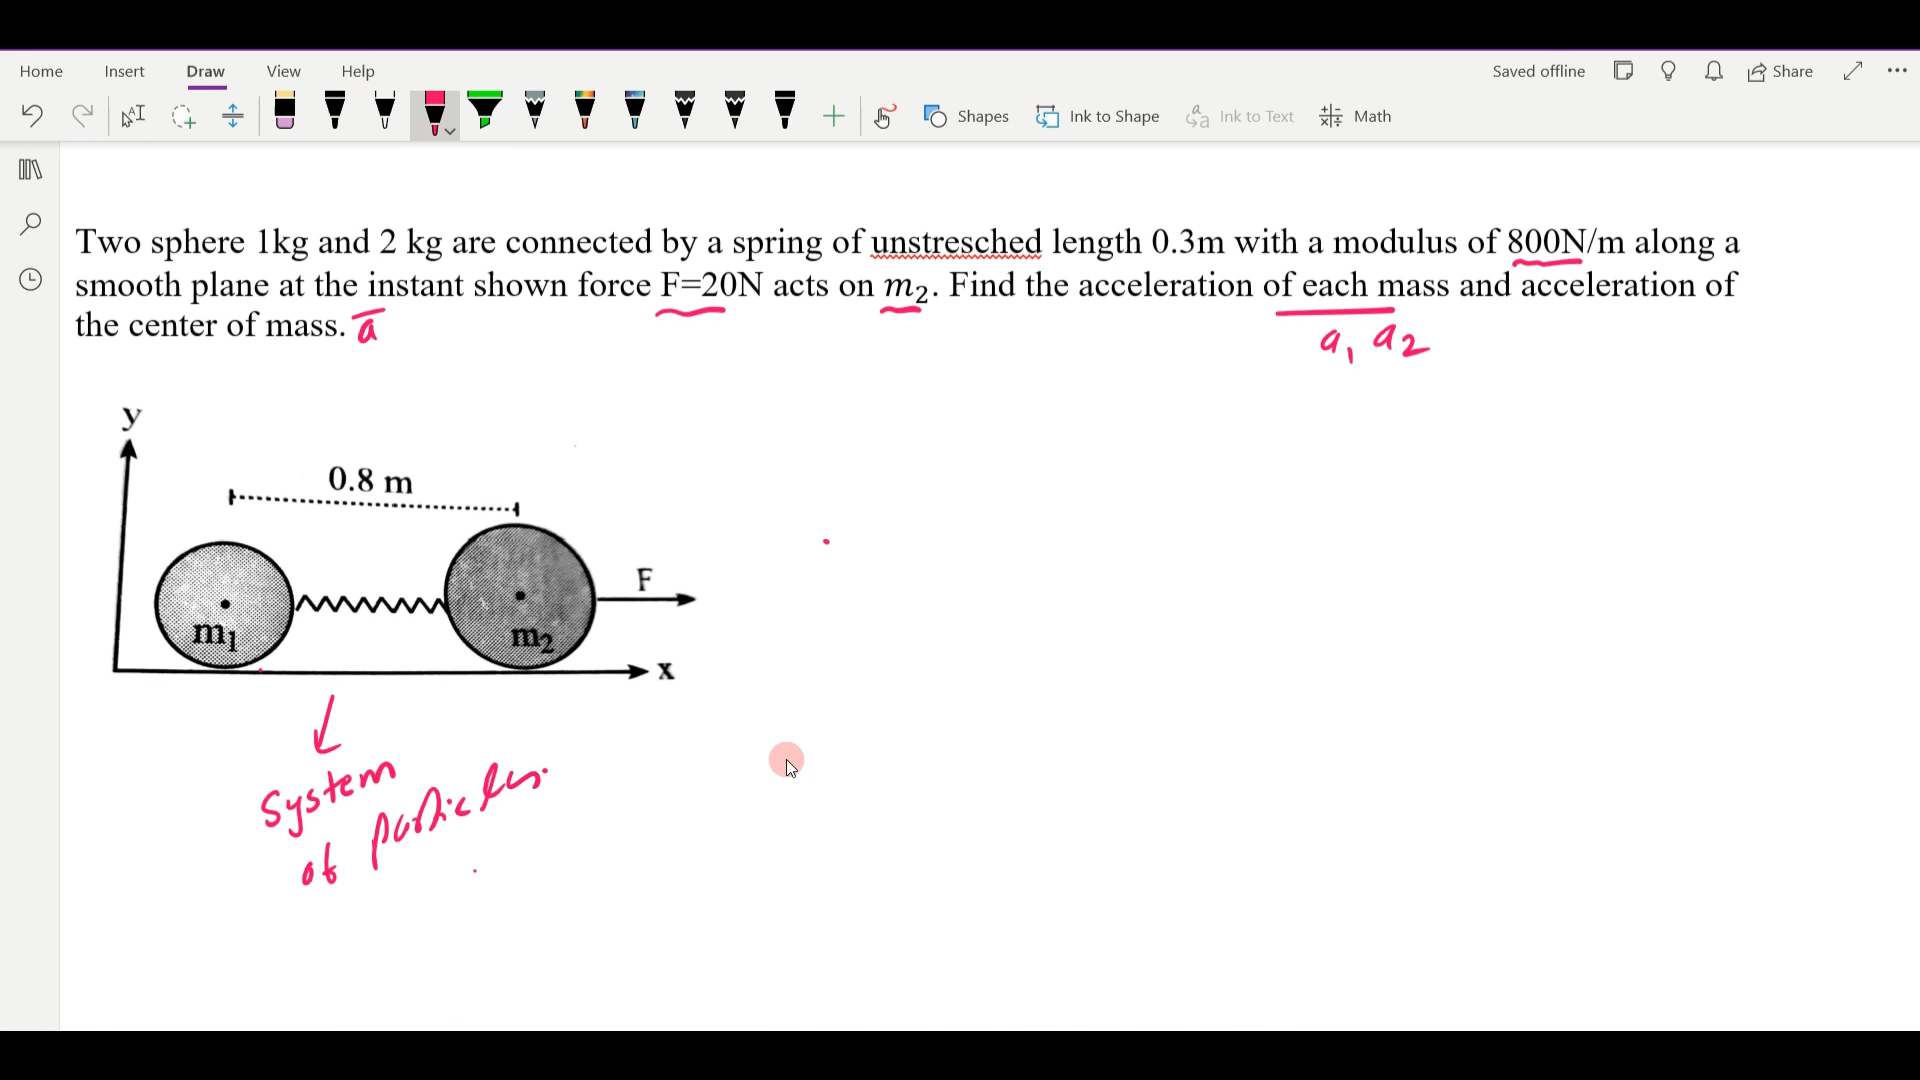 Home Insert Draw View Help Saved offline Share
Shapes Ink to Shape Ink to Text Math
Two sphere 1kg and 2 kg are connected by a spring of unstresched length 0.3m with a modulus of 800N/m along a
smooth plane at the instant shown force F=20N acts on m₂. Find the acceleration of each mass and acceleration of
the center of mass. a̅
a₁ a₂
y
0.8 m
F
m₁ m₂
x
System
of particles.